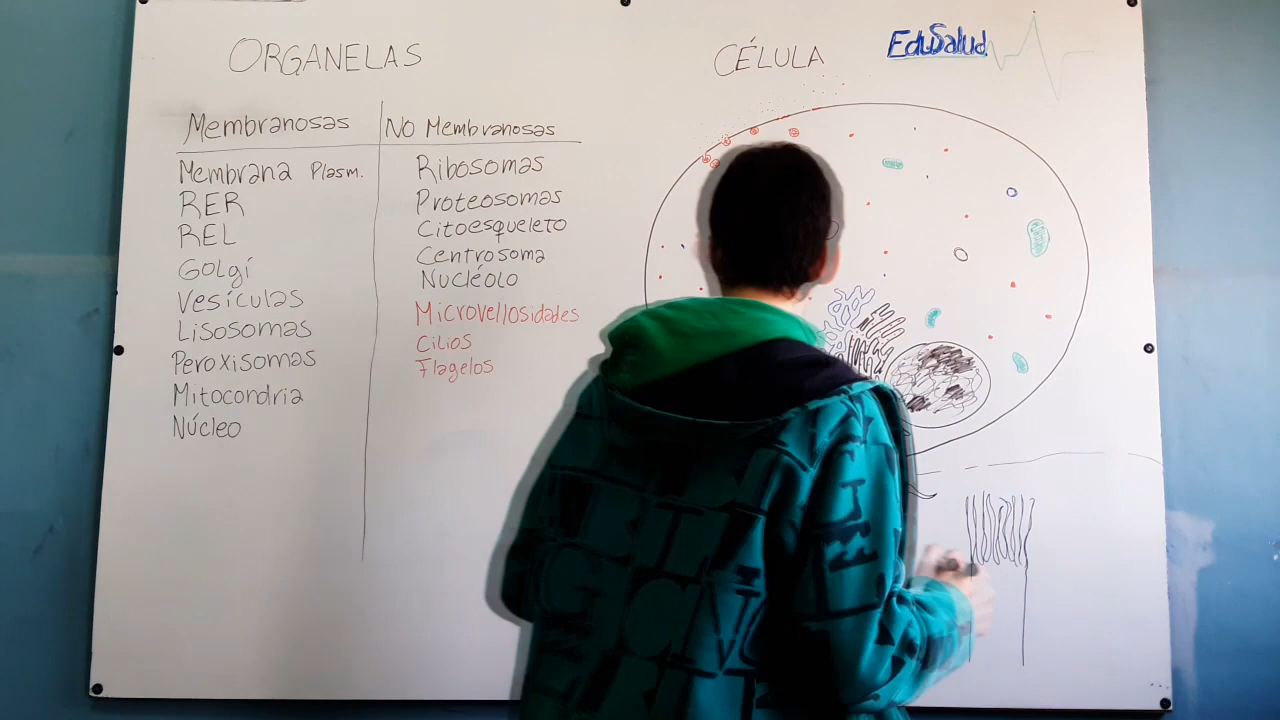 ORGANELAS
Membranosas
Membrana Plasm.
RER
REL
GOLgí
Vesículas
Lisosomas
Peroxisomas
Mitocondria
Núcleo
No Membranosas
Ribosomas
Proteosomas
Citoesqueleto
Centrosoma
Nucléolo
Microvellosidades
Cilios
Flagelos
CÉLULA
EduSalud